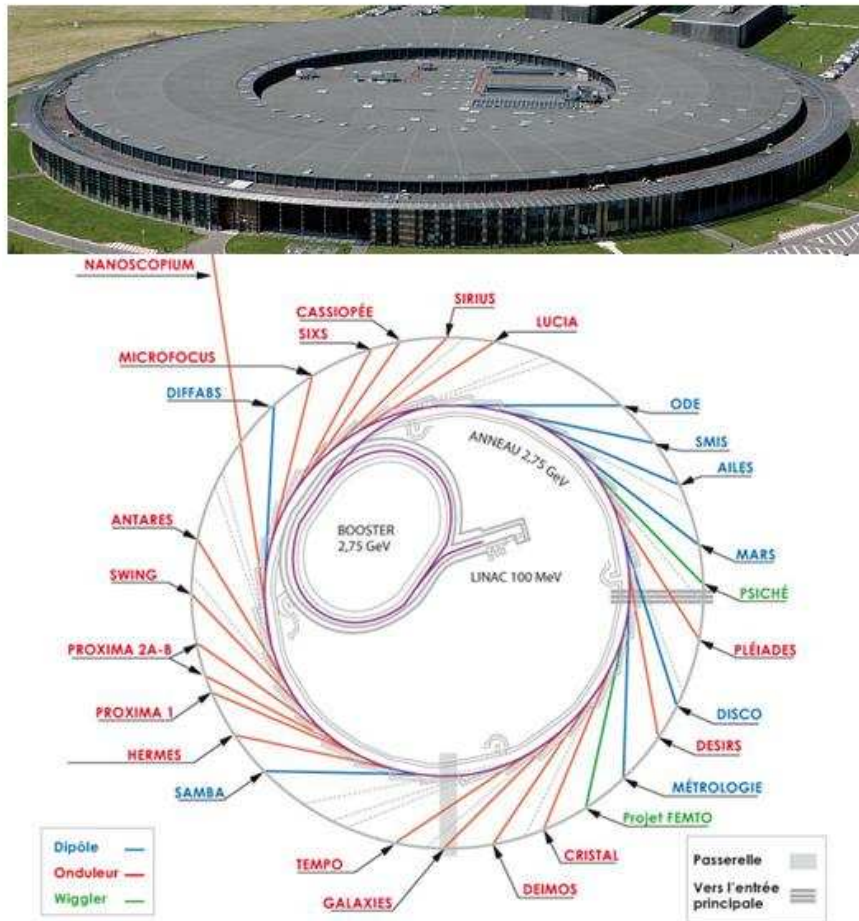 NANOSCOPIUM
CASSIOPÉE
SIRIUS
SIXS
LUCIA
MICROFOCUS
DIFFABS
ODE
SMIS
AILES
ANNEAU 2,75 GeV
BOOSTER
2,75 GeV
LINAC 100 MeV
ANTARES
SWING
MARS
PSICHÉ
PROXIMA 2A-B
PLÉIADES
PROXIMA 1
DISCO
HERMES
DESIRS
SAMBA
MÉTROLOGIE
Projet FEMTO
TEMPO
CRISTAL
GALAXIES
DEIMOS
Dipôle
Onduleur
Wiggler
Passerelle
Vers l'entrée
principale